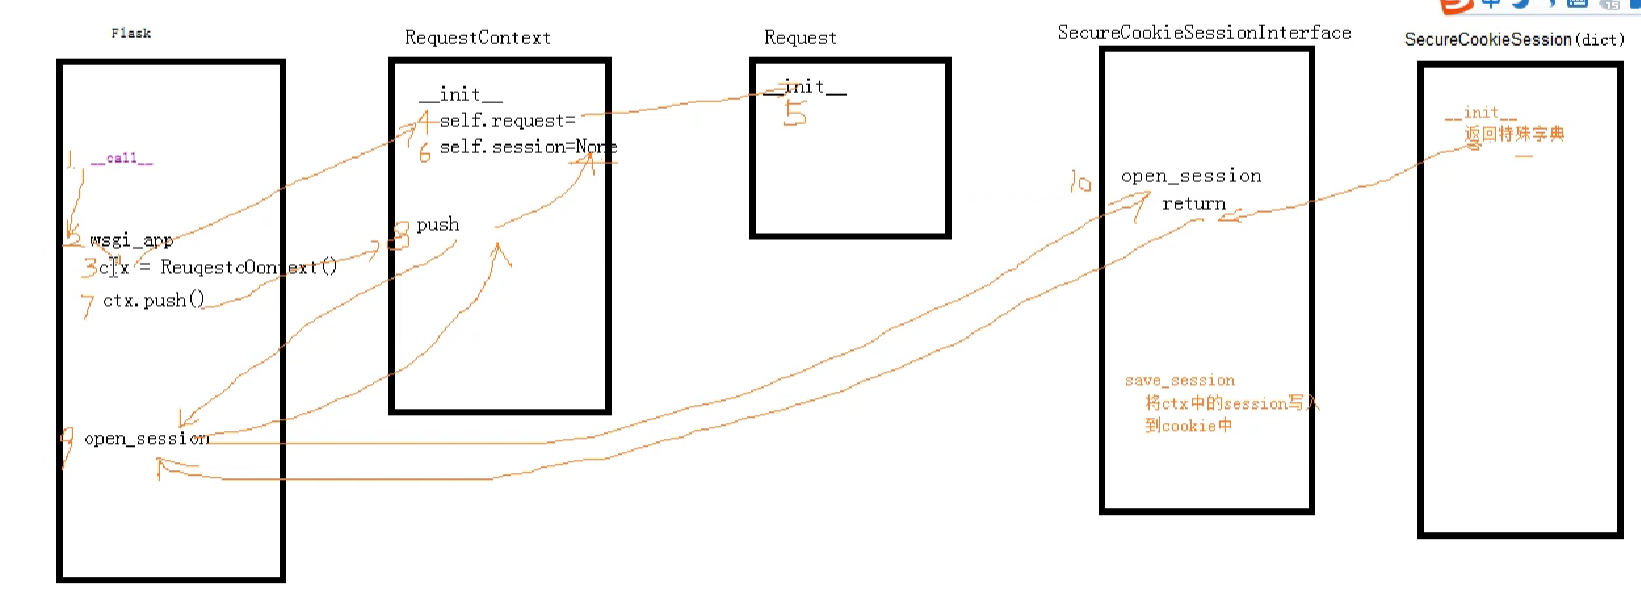 Flask
RequestContext
Request
SecureCookieSessionInterface
SecureCookieSession(dict)
1 __call__
wsgi_app
3 ctx = ReuqestcOontext()
7 ctx.push()
9 open_session
__init__
4 self.request=
6 self.session=None
8 push
__init__
5
10 open_session
return
save_session
将ctx中的session写入
到cookie中
__init__
返回特殊字典